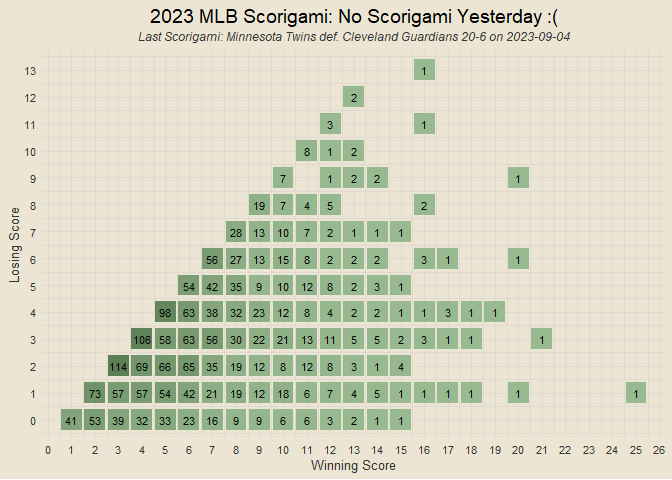 2023 MLB Scorigami: No Scorigami Yesterday :(
Last Scorigami: Minnesota Twins def. Cleveland Guardians 20-6 on 2023-09-04
13 1
12 2
11 3 1
10 8 1 2
9 7 1 2 2 1
8 19 7 4 5 2
7 28 13 10 7 2 1 1 1
6 56 27 13 15 8 2 2 2 3 1 1
5 54 42 35 9 10 12 8 2 3 1
4 98 63 38 32 23 12 8 4 2 2 1 1 3 1 1
3 106 58 63 56 30 22 21 13 11 5 5 2 3 1 1 1
2 114 69 66 65 35 19 12 8 12 8 3 1 4
1 73 57 57 54 42 21 19 12 18 6 7 4 5 1 1 1 1 1 1
0 41 53 39 32 33 23 16 9 9 6 6 3 2 1 1
0 1 2 3 4 5 6 7 8 9 10 11 12 13 14 15 16 17 18 19 20 21 22 23 24 25 26
Winning Score
Losing Score